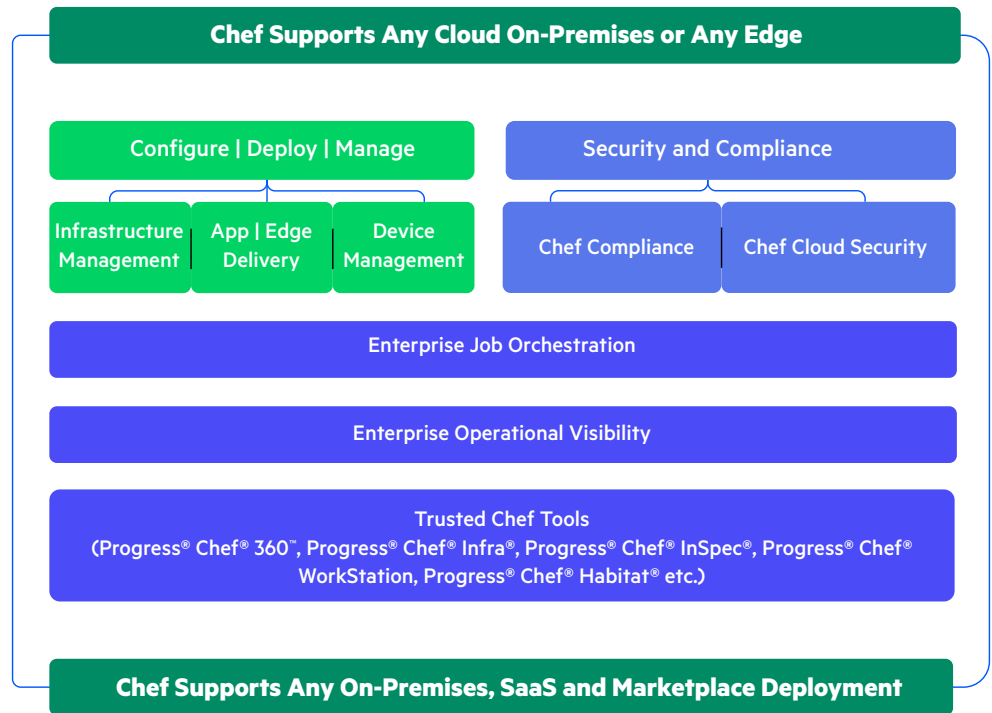 Chef Supports Any Cloud On-Premises or Any Edge
Configure | Deploy | Manage
Security and Compliance
Infrastructure
Management
App | Edge
Delivery
Device
Management
Chef Compliance
Chef Cloud Security
Enterprise Job Orchestration
Enterprise Operational Visibility
Trusted Chef Tools
(Progress® Chef® 360™, Progress® Chef® Infra®, Progress® Chef® InSpec®, Progress® Chef®
WorkStation, Progress® Chef® Habitat® etc.)
Chef Supports Any On-Premises, SaaS and Marketplace Deployment